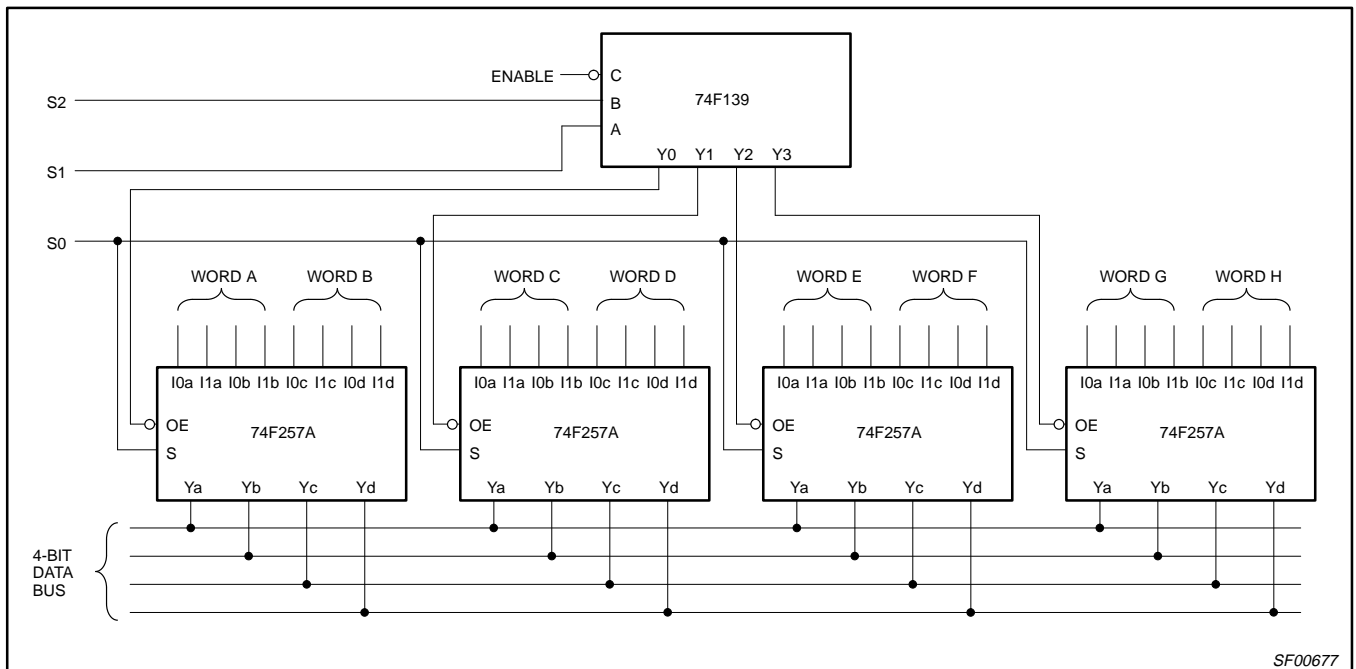 ENABLE
C
74F139
S2
B
A
Y0 Y1 Y2 Y3
S1
S0
WORD A WORD B WORD C WORD D WORD E WORD F WORD G WORD H
I0a I1a I0b I1b I0c I1c I0d I1d I0a I1a I0b I1b I0c I1c I0d I1d I0a I1a I0b I1b I0c I1c I0d I1d I0a I1a I0b I1b I0c I1c I0d I1d
OE 74F257A OE 74F257A OE 74F257A OE 74F257A
S S S S
Ya Yb Yc Yd Ya Yb Yc Yd Ya Yb Yc Yd Ya Yb Yc Yd
4-BIT
DATA
BUS
SF00677